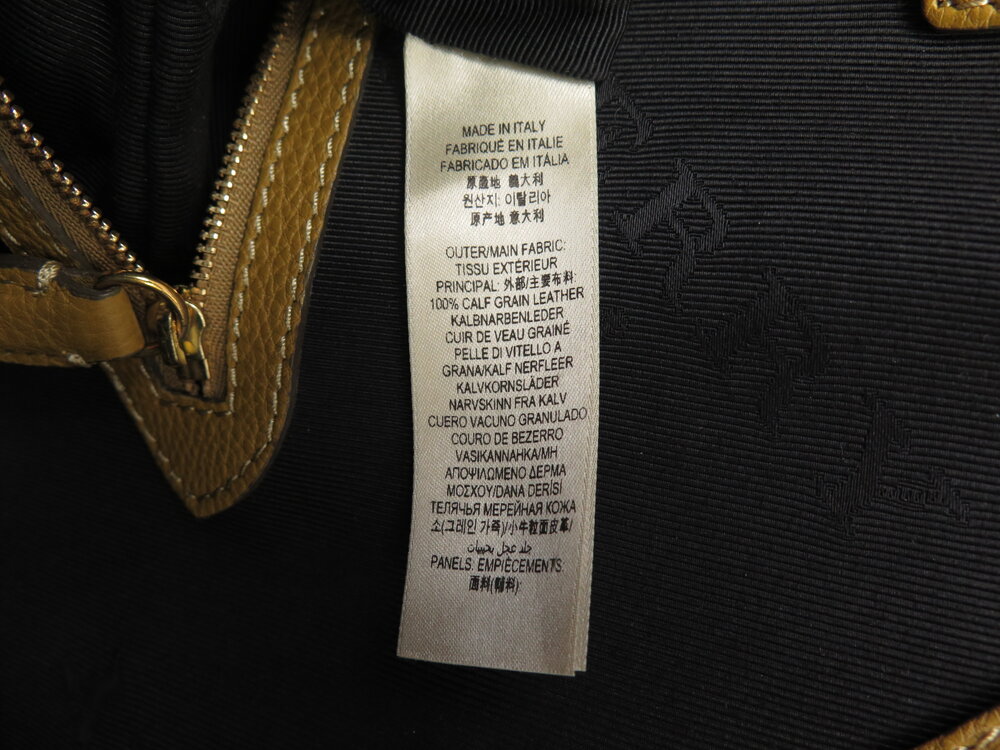 MADE IN ITALY
FABRIQUÉ EN ITALIE
FABRICADO EM ITÁLIA
原產地 義大利
원산지: 이탈리아
原产地 意大利
OUTER/MAIN FABRIC:
TISSU EXTÉRIEUR
PRINCIPAL: 外部/主要布料:
100% CALF GRAIN LEATHER
KALBNARBENLEDER
CUIR DE VEAU GRAINÉ
PELLE DI VITELLO A
GRANA/KALF NERFLEER
KALVKORNSLÄDER
NARVSKINN FRA KALV
CUERO VACUNO GRANULADO
COURO DE BEZERRO
VASIKANNAHKA/MH
ΑΠΟΨΙΛΩΜΕΝΟ ΔΕΡΜΑ
ΜΟΣΧΟΥ/DANA DERİSİ
ТЕЛЯЧЬЯ МЕРЕЙНАЯ КОЖА
소(그레인 가죽)/小牛粒面皮革/
جلد عجل بحبيبات
PANELS: EMPIÈCEMENTS:
面料(輔料):